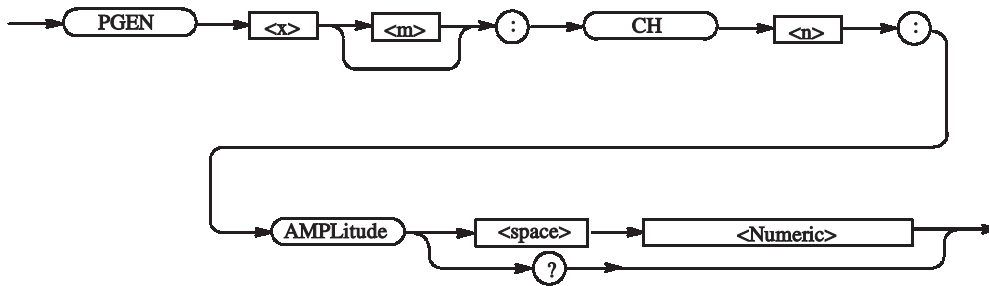 PGEN <x> <m> : CH <n> :
AMPLitude <space> <Numeric>
?